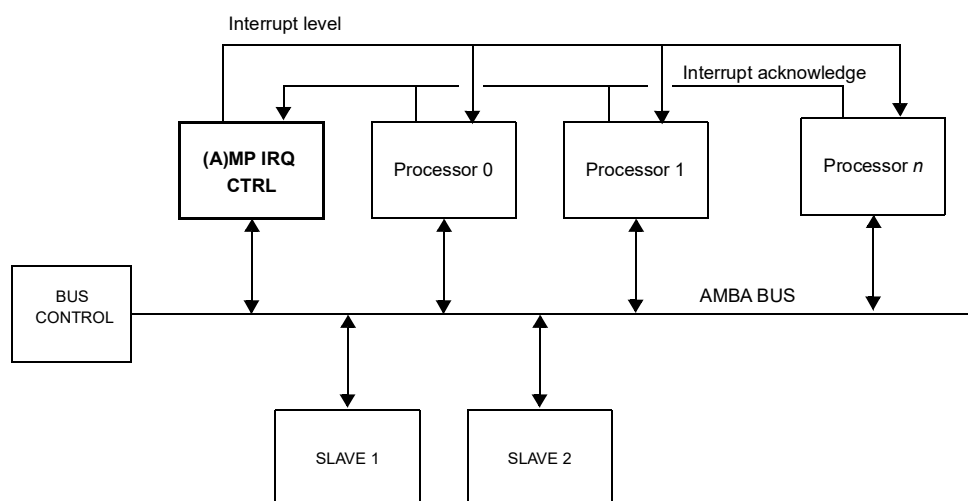 Interrupt level
Interrupt acknowledge
(A)MP IRQ
CTRL
Processor 0
Processor 1
Processor n
BUS
CONTROL
AMBA BUS
SLAVE 1
SLAVE 2